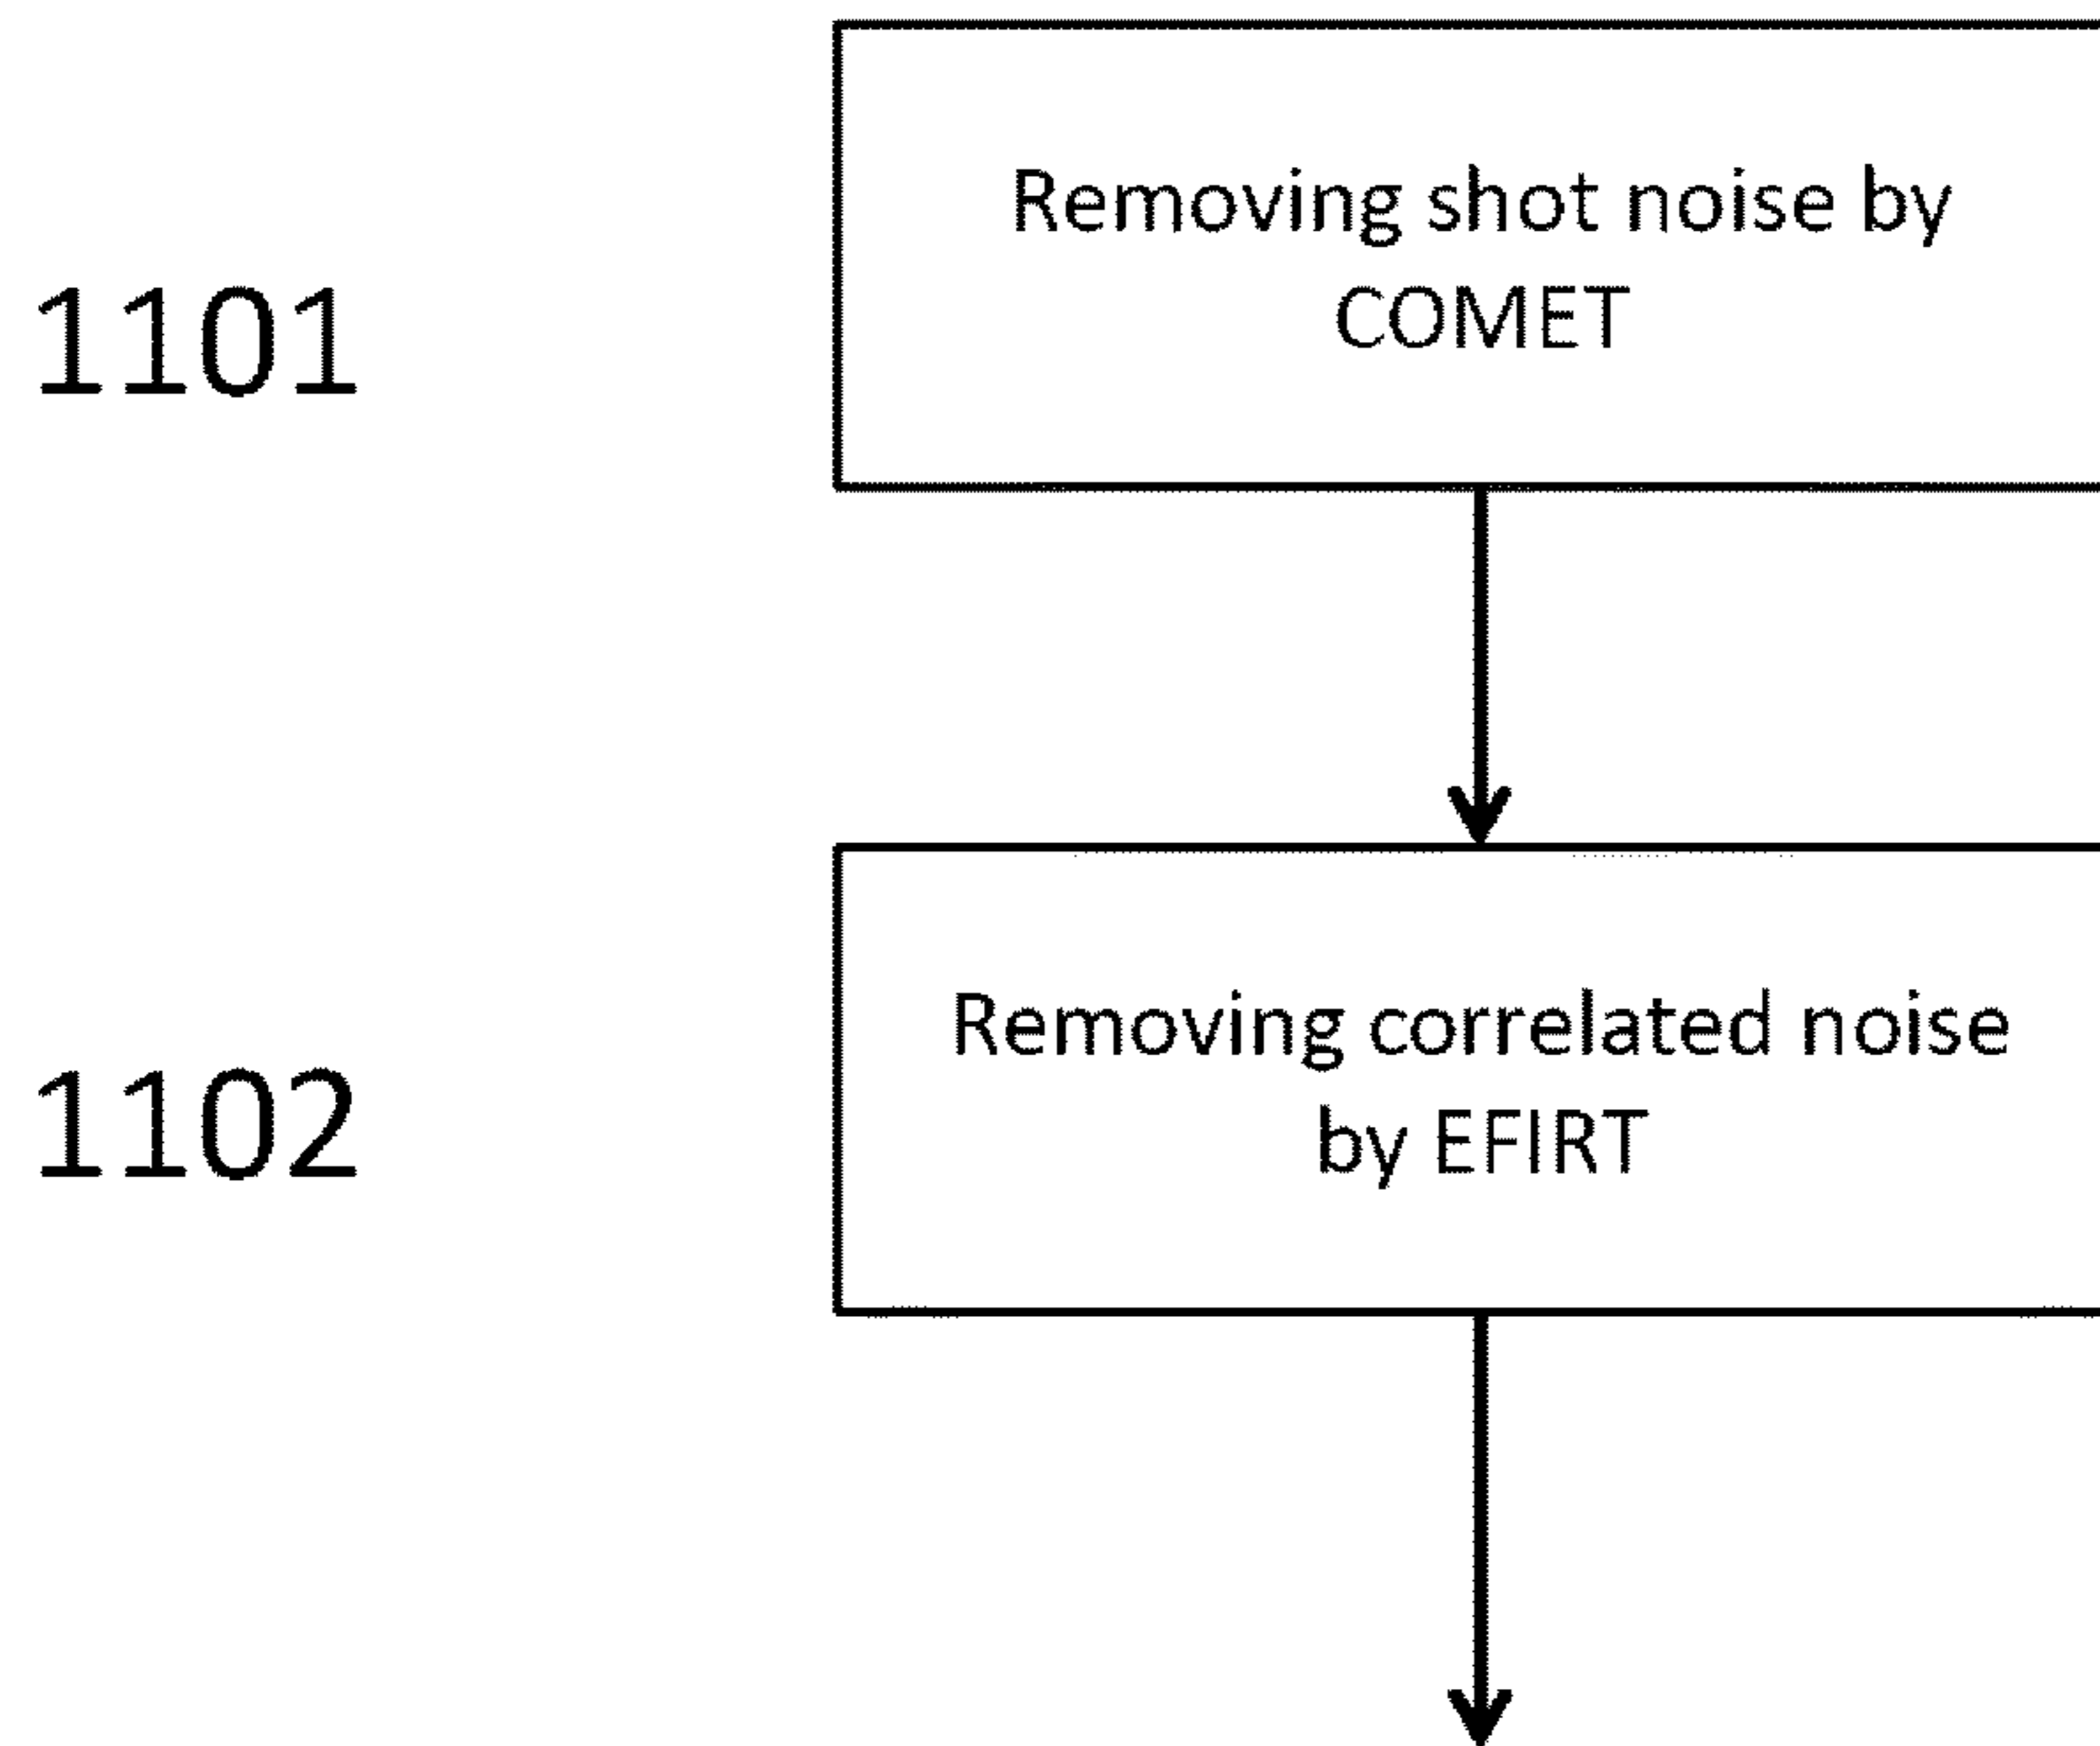 1101
Removing shot noise by
COMET
1102
Removing correlated noise
by EFIRT